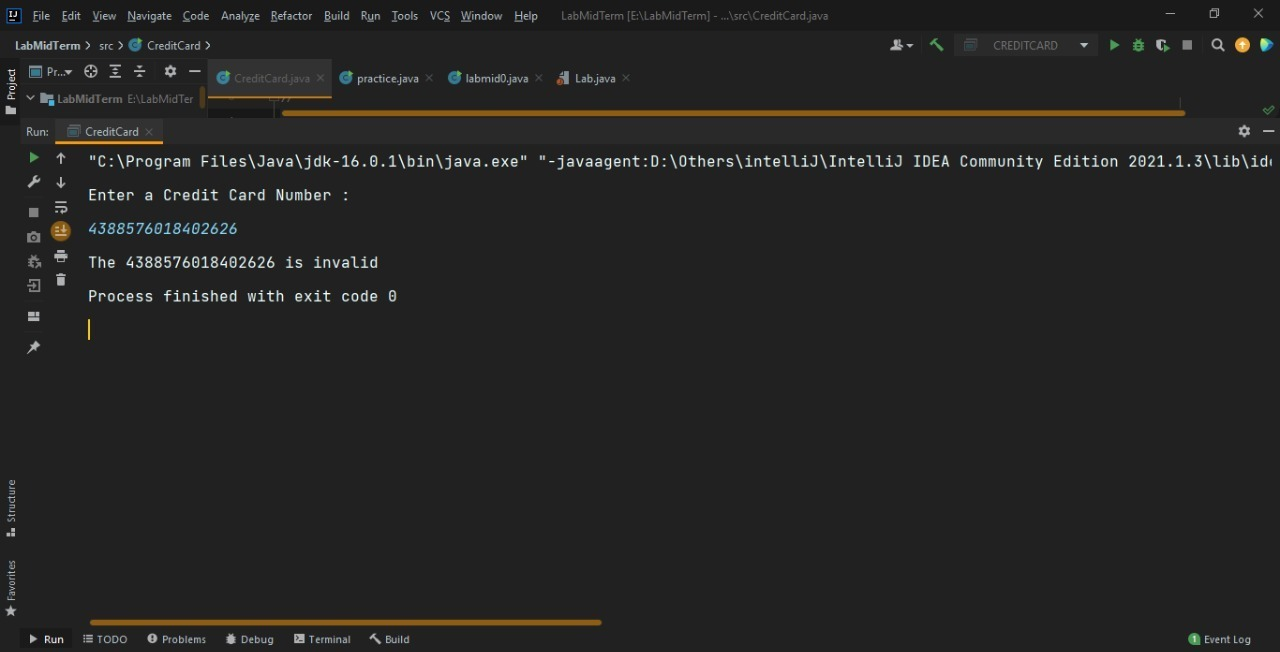 File Edit View Navigate Code Analyze Refactor Build Run Tools VCS Window Help LabMidTerm [E:\LabMidTerm] - ...\src\CreditCard.java
LabMidTerm src CreditCard CREDITCARD
Project
Pr... CreditCard.java practice.java labmid0.java Lab.java
LabMidTerm E:\LabMidTer
Run: CreditCard
"C:\Program Files\Java\jdk-16.0.1\bin\java.exe" "-javaagent:D:\Others\intelliJ\IntelliJ IDEA Community Edition 2021.1.3\lib\ide
Enter a Credit Card Number :
4388576018402626
The 4388576018402626 is invalid
Process finished with exit code 0
Structure
Favorites
Run TODO Problems Debug Terminal Build 1 Event Log